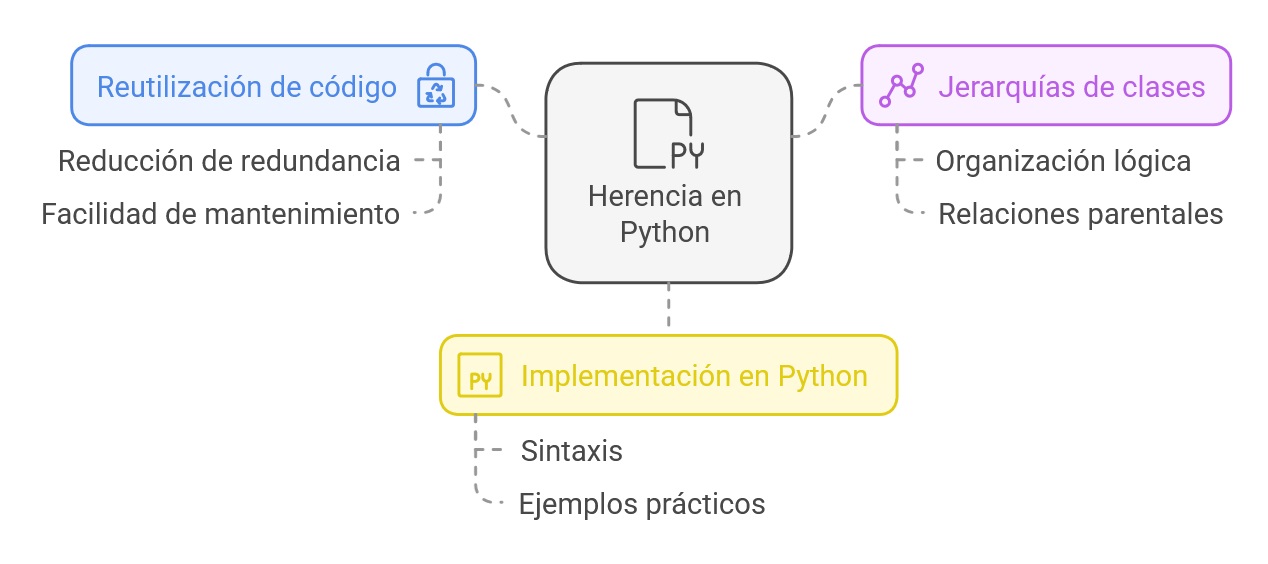 Reutilización de código
Reducción de redundancia
Facilidad de mantenimiento
PY
Herencia en
Python
Jerarquías de clases
Organización lógica
Relaciones parentales
PY
Implementación en Python
Sintaxis
Ejemplos prácticos